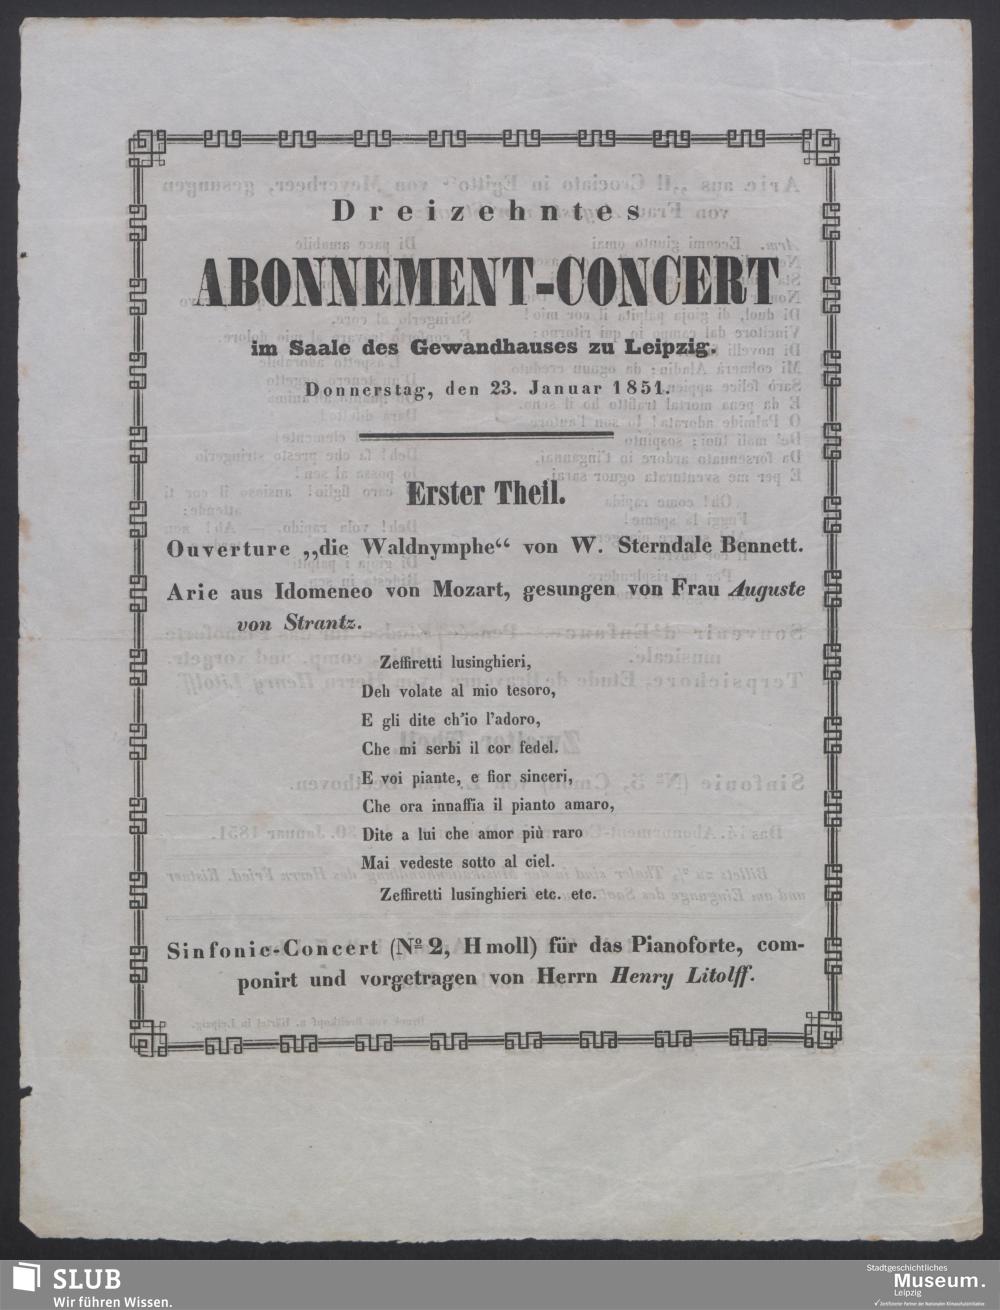 Dreizehntes
ABONNEMENT-CONCERT
im Saale des Gewandhauses zu Leipzig.
Donnerstag, den 23. Januar 1851.
Erster Theil.
Ouverture „die Waldnymphe“ von W. Sterndale Bennett.
Arie aus Idomeneo von Mozart, gesungen von Frau Auguste
von Strantz.
Zeffiretti lusinghieri,
Deh volate al mio tesoro,
E gli dite ch'io l'adoro,
Che mi serbi il cor fedel.
E voi piante, e fior sinceri,
Che ora innaffia il pianto amaro,
Dite a lui che amor più raro
Mai vedeste sotto al ciel.
Zeffiretti lusinghieri etc. etc.
Sinfonie-Concert (No 2, H moll) für das Pianoforte, com-
ponirt und vorgetragen von Herrn Henry Litolff.
SLUB
Wir führen Wissen.
Stadtgeschichtliches
Museum.
Leipzig